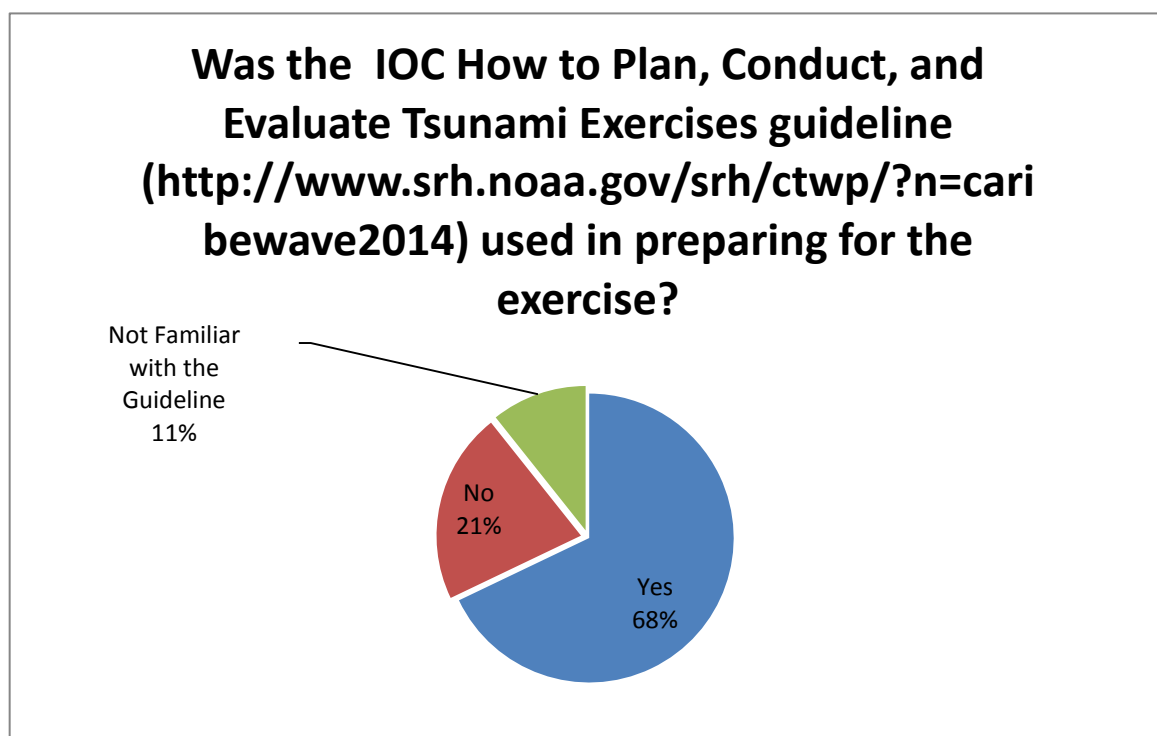 Was the  IOC How to Plan, Conduct, and
Evaluate Tsunami Exercises guideline
(http://www.srh.noaa.gov/srh/ctwp/?n=cari
bewave2014) used in preparing for the
exercise?
Not Familiar
with the
Guideline
11%
No
21%
Yes
68%